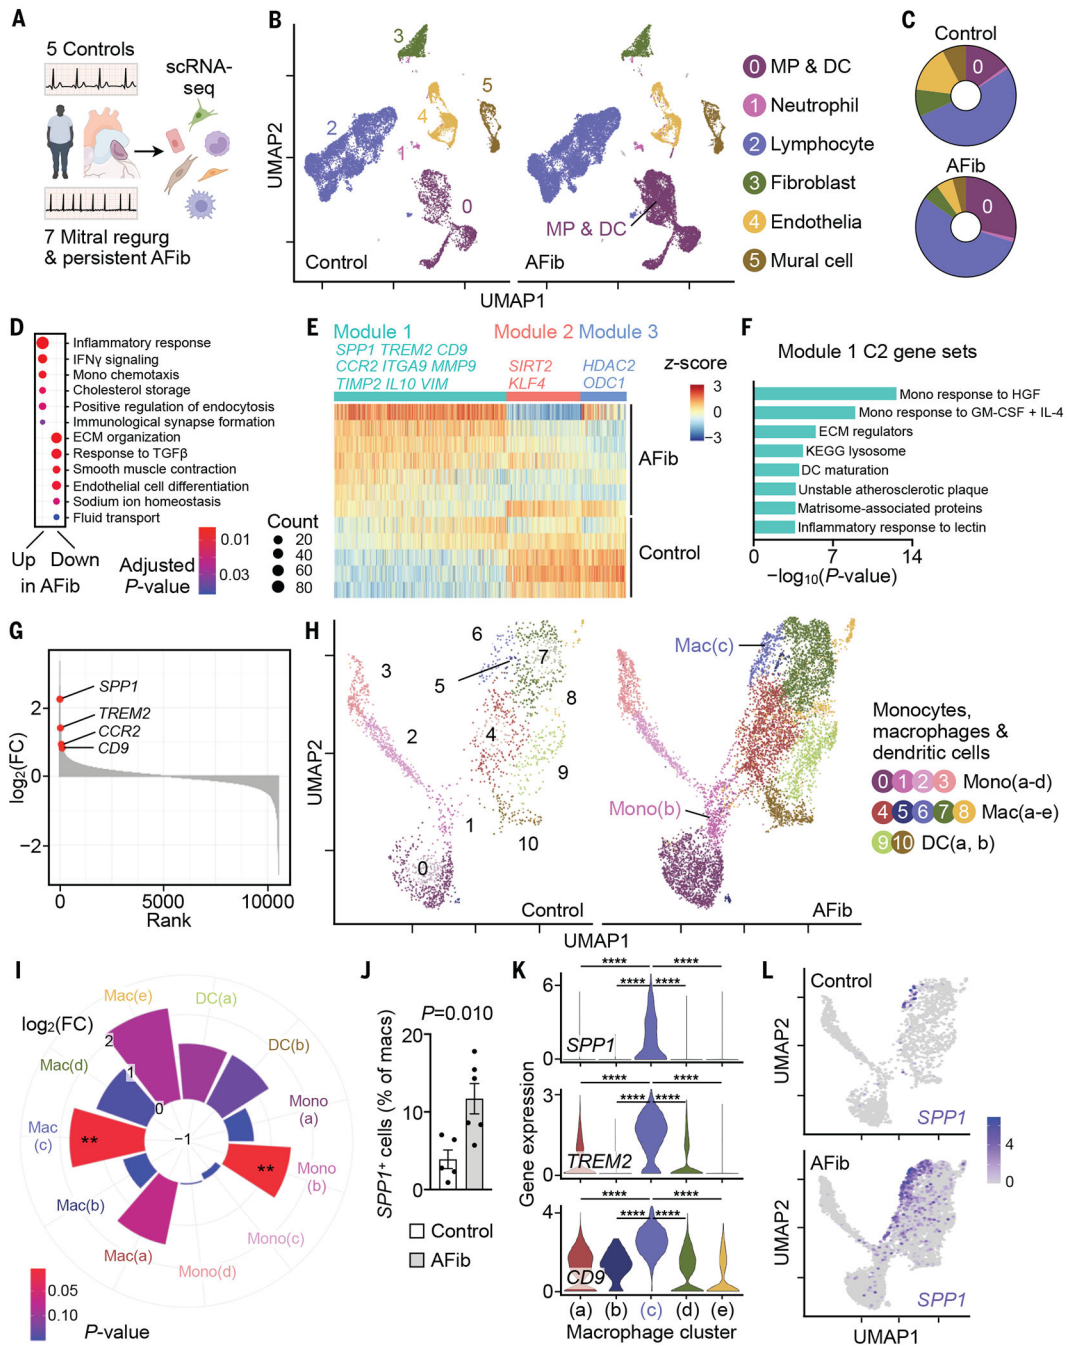 A
5 Controls
scRNA-
seq
7 Mitral regurg
& persistent AFib
B
UMAP2
3
5
4
2
1
0
Control
MP & DC
AFib
UMAP1
0 MP & DC
1 Neutrophil
2 Lymphocyte
3 Fibroblast
4 Endothelia
5 Mural cell
C
Control
0
AFib
0
D
Inflammatory response
IFNγ signaling
Mono chemotaxis
Cholesterol storage
Positive regulation of endocytosis
Immunological synapse formation
ECM organization
Response to TGFβ
Smooth muscle contraction
Endothelial cell differentiation
Sodium ion homeostasis
Fluid transport
Up Down
in AFib
Adjusted
P-value
0.01
0.03
Count
20
40
60
80
E
Module 1 Module 2 Module 3
SPP1 TREM2 CD9
CCR2 ITGA9 MMP9
TIMP2 IL10 VIM
SIRT2
KLF4
HDAC2
ODC1
z-score
3
0
−3
AFib
Control
F
Module 1 C2 gene sets
Mono response to HGF
Mono response to GM-CSF + IL-4
ECM regulators
KEGG lysosome
DC maturation
Unstable atherosclerotic plaque
Matrisome-associated proteins
Inflammatory response to lectin
0 7 14
−log10(P-value)
G
log2(FC)
2
0
−2
SPP1
TREM2
CCR2
CD9
0 5000 10000
Rank
H
UMAP2
6
7
3
5
8
2
4
9
1
10
0
Control
Mac(c)
Mono(b)
AFib
UMAP1
Monocytes,
macrophages &
dendritic cells
0 1 2 3 Mono(a-d)
4 5 6 7 8 Mac(a-e)
9 10 DC(a, b)
I
log2(FC)
2
1
0
−1
Mac(e)
DC(a)
DC(b)
Mono
(a)
Mono
(b)
Mono(c)
Mono(d)
Mac(a)
Mac(b)
Mac
(c)
Mac(d)
**
**
0.05
0.10
P-value
J
P=0.010
SPP1+ cells (% of macs)
20
10
0
Control
AFib
K
Gene expression
**** ****
**** ****
6
0
SPP1
**** ****
**** ****
3
0
TREM2
**** ****
**** ****
4
0
CD9
(a) (b) (c) (d) (e)
Macrophage cluster
L
Control
UMAP2
SPP1
4
0
AFib
UMAP2
SPP1
UMAP1